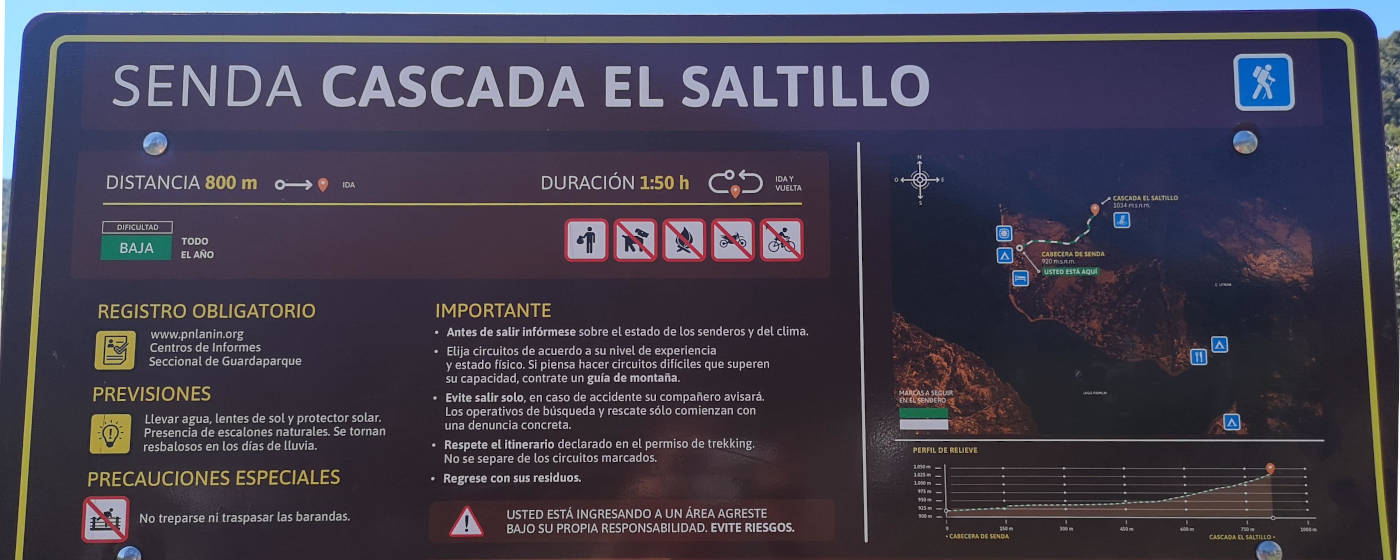 SENDA CASCADA EL SALTILLO
DISTANCIA 800 m
IDA
DURACIÓN 1:50 h
IDA Y
VUELTA
DIFICULTAD
BAJA
TODO
EL AÑO
REGISTRO OBLIGATORIO
www.pnlanin.org
Centros de Informes
Seccional de Guardaparque
PREVISIONES
Llevar agua, lentes de sol y protector solar.
Presencia de escalones naturales. Se tornan
resbalosos en los días de lluvia.
PRECAUCIONES ESPECIALES
No treparse ni traspasar las barandas.
IMPORTANTE
• Antes de salir infórmese sobre el estado de los senderos y del clima.
• Elija circuitos de acuerdo a su nivel de experiencia
y estado físico. Si piensa hacer circuitos difíciles que superen
su capacidad, contrate un guía de montaña.
• Evite salir solo, en caso de accidente su compañero avisará.
Los operativos de búsqueda y rescate sólo comienzan con
una denuncia concreta.
• Respete el itinerario declarado en el permiso de trekking.
No se separe de los circuitos marcados.
• Regrese con sus residuos.
USTED ESTÁ INGRESANDO A UN ÁREA AGRESTE
BAJO SU PROPIA RESPONSABILIDAD. EVITE RIESGOS.
N
O E
S
CASCADA EL SALTILLO
1034 m.s.n.m.
CABECERA DE SENDA
920 m.s.n.m.
USTED ESTÁ AQUÍ
MARCAS A SEGUIR
EN EL SENDERO
PERFIL DE RELIEVE
1.050 m
1.025 m
1.000 m
975 m
950 m
925 m
900 m
0 150 m 300 m 450 m 600 m 750 m 1000 m
• CABECERA DE SENDA
CASCADA EL SALTILLO •